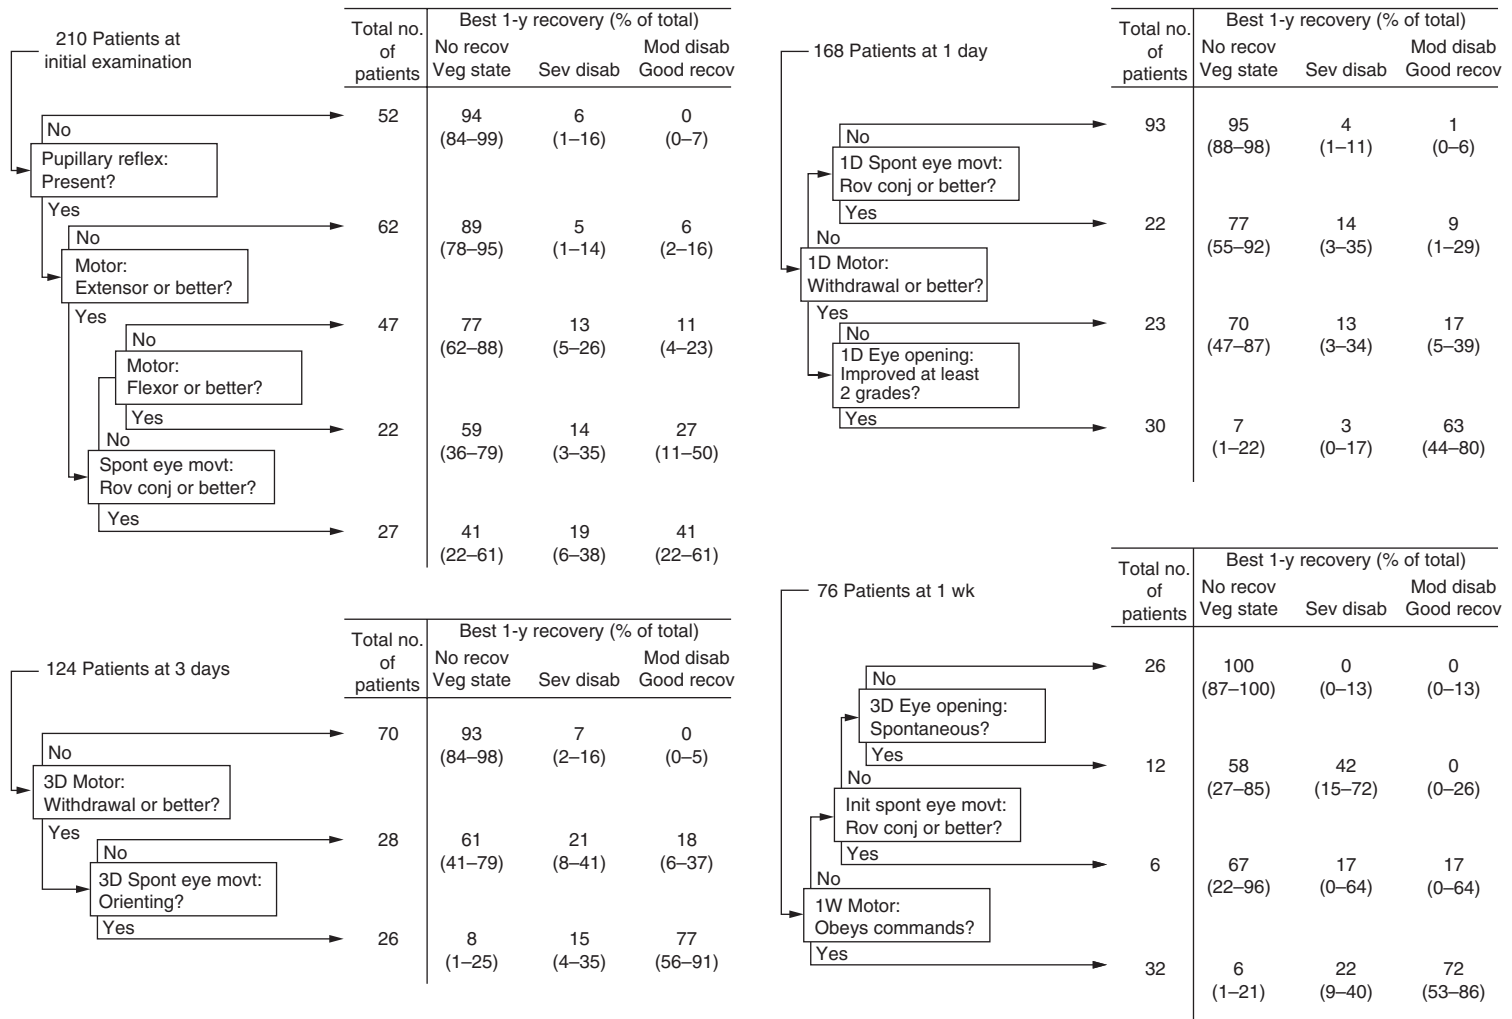 210 Patients at
initial examination
Total no.
of
patients
Best 1-y recovery (% of total)
No recov
Veg state
Sev disab
Mod disab
Good recov
No
52 94 6 0
(84–99) (1–16) (0–7)
Pupillary reflex:
Present?
Yes
No
62 89 5 6
(78–95) (1–14) (2–16)
Motor:
Extensor or better?
Yes
No
47 77 13 11
(62–88) (5–26) (4–23)
Motor:
Flexor or better?
Yes
22 59 14 27
(36–79) (3–35) (11–50)
No
Spont eye movt:
Rov conj or better?
Yes
27 41 19 41
(22–61) (6–38) (22–61)
124 Patients at 3 days
Total no.
of
patients
Best 1-y recovery (% of total)
No recov
Veg state
Sev disab
Mod disab
Good recov
No
70 93 7 0
(84–98) (2–16) (0–5)
3D Motor:
Withdrawal or better?
Yes
No
28 61 21 18
(41–79) (8–41) (6–37)
3D Spont eye movt:
Orienting?
Yes
26 8 15 77
(1–25) (4–35) (56–91)
168 Patients at 1 day
Total no.
of
patients
Best 1-y recovery (% of total)
No recov
Veg state
Sev disab
Mod disab
Good recov
No
93 95 4 1
(88–98) (1–11) (0–6)
1D Spont eye movt:
Rov conj or better?
Yes
22 77 14 9
(55–92) (3–35) (1–29)
No
1D Motor:
Withdrawal or better?
Yes
No
23 70 13 17
(47–87) (3–34) (5–39)
1D Eye opening:
Improved at least
2 grades?
Yes
30 7 3 63
(1–22) (0–17) (44–80)
76 Patients at 1 wk
Total no.
of
patients
Best 1-y recovery (% of total)
No recov
Veg state
Sev disab
Mod disab
Good recov
No
26 100 0 0
(87–100) (0–13) (0–13)
3D Eye opening:
Spontaneous?
Yes
12 58 42 0
(27–85) (15–72) (0–26)
No
Init spont eye movt:
Rov conj or better?
Yes
6 67 17 17
(22–96) (0–64) (0–64)
No
1W Motor:
Obeys commands?
Yes
32 6 22 72
(1–21) (9–40) (53–86)